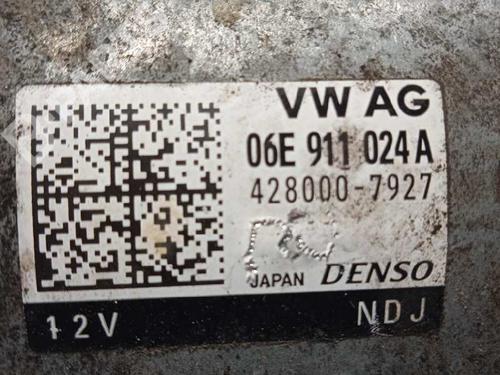 VW AG
06E 911 024 A
428000-7927
JAPAN DENSO
12V NDJ